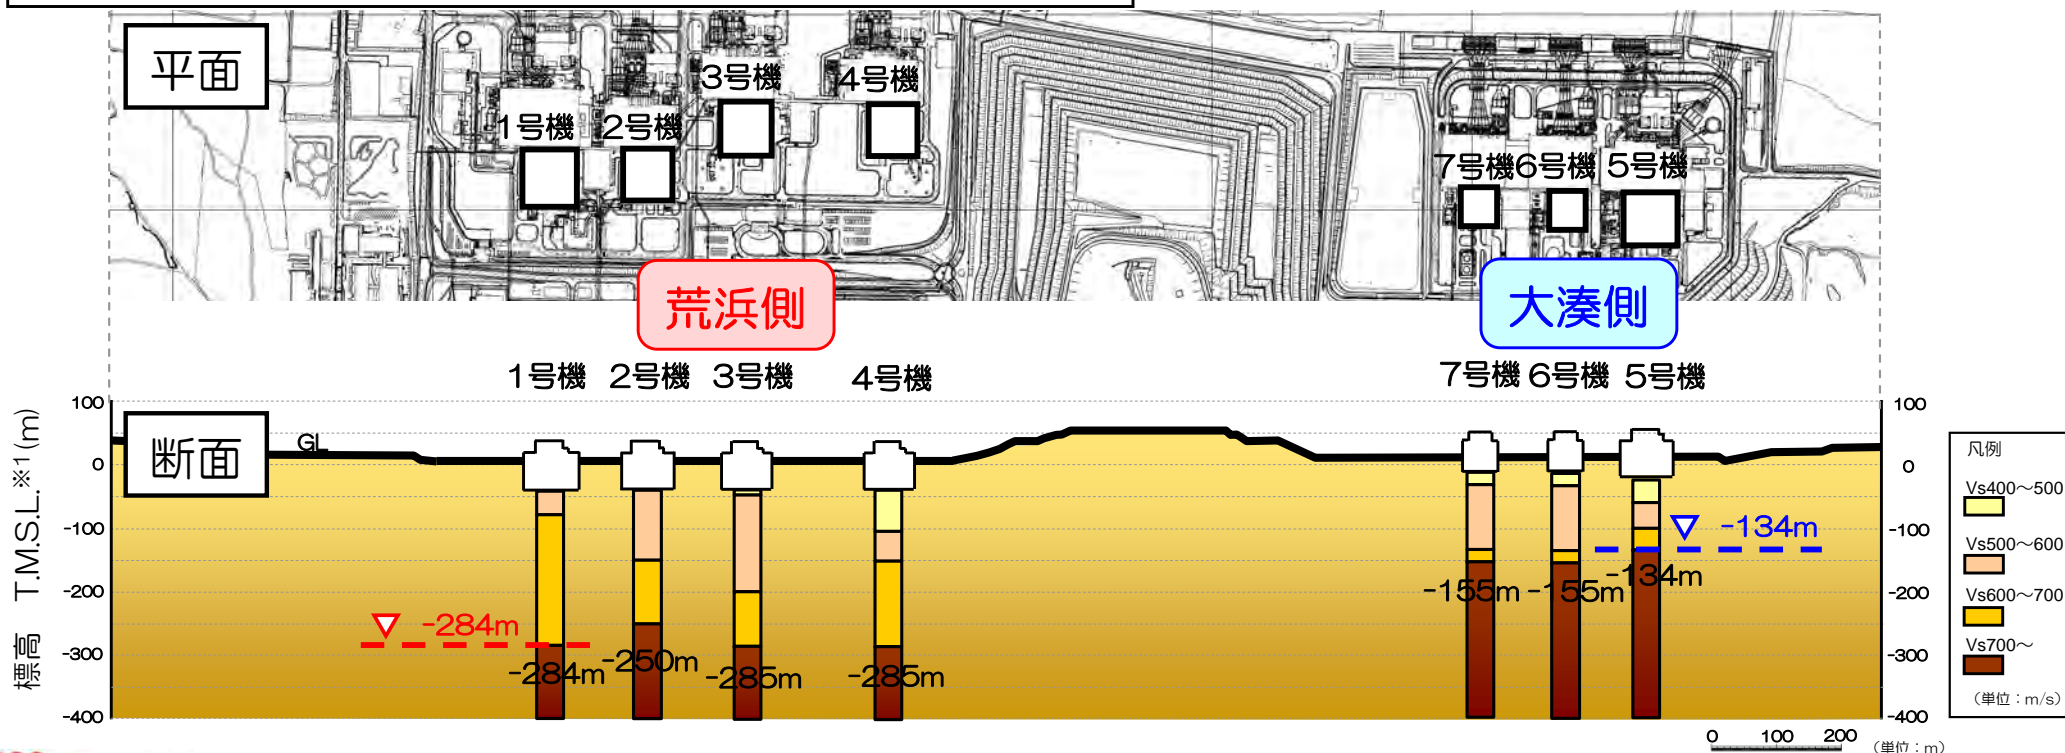 平面
1号機
2号機
3号機
4号機
7号機
6号機
5号機
荒浜側
大湊側
1号機
2号機
3号機
4号機
7号機
6号機
5号機
標高 T.M.S.L.※1 (m)
100
0
-100
-200
-300
-400
断面
GL
-284m
-284m
-250m
-285m
-285m
-155m
-155m
-134m
-134m
100
0
-100
-200
-300
-400
凡例
Vs400～500
Vs500～600
Vs600～700
Vs700～
（単位：m/s）
0 100 200
（単位：m）